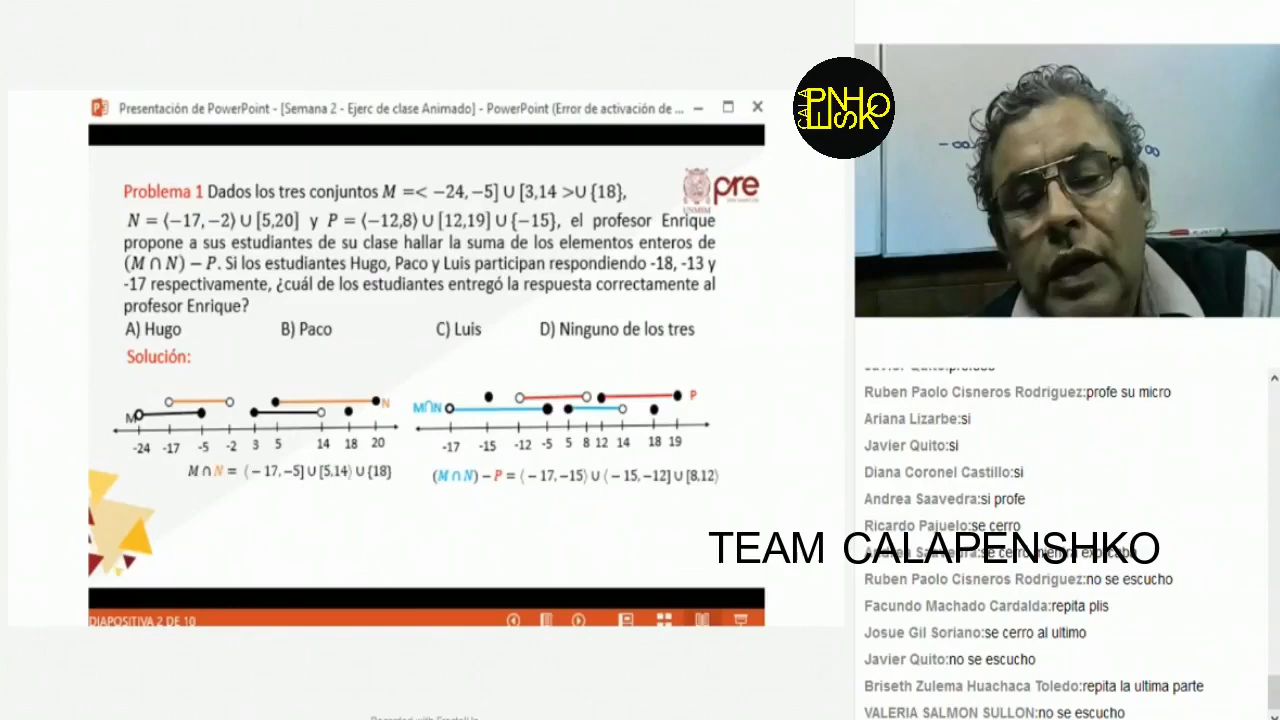 Presentación de PowerPoint - [Semana 2 - Ejerc de clase Animado] - PowerPoint (Error de activación de ...
CALA
PENSHKO
Problema 1 Dados los tres conjuntos M =< −24, −5] ∪ [3,14 >∪ {18},
pre
UNMSM
N = ⟨−17, −2⟩ ∪ [5,20] y P = ⟨−12,8⟩ ∪ [12,19] ∪ {−15}, el profesor Enrique
propone a sus estudiantes de su clase hallar la suma de los elementos enteros de
(M ∩ N) − P. Si los estudiantes Hugo, Paco y Luis participan respondiendo -18, -13 y
-17 respectivamente, ¿cuál de los estudiantes entregó la respuesta correctamente al
profesor Enrique?
A) Hugo B) Paco C) Luis D) Ninguno de los tres
Solución:
N
M
-24 -17 -5 -2 3 5 14 18 20
M ∩ N = ⟨−17, −5] ∪ [5,14⟩ ∪ {18}
P
M∩N
-17 -15 -12 -5 5 8 12 14 18 19
(M ∩ N) − P = ⟨−17, −15⟩ ∪ ⟨−15, −12] ∪ [8,12⟩
DIAPOSITIVA 2 DE 10
-∞ ∞
Ruben Paolo Cisneros Rodriguez:profe su micro
Ariana Lizarbe:si
Javier Quito:si
Diana Coronel Castillo:si
Andrea Saavedra:si profe
Ricardo Pajuelo:se cerro
TEAM CALAPENSHKO
Andrea Saavedra:se cerro mientra explicaba
Ruben Paolo Cisneros Rodriguez:no se escucho
Facundo Machado Cardalda:repita plis
Josue Gil Soriano:se cerro al ultimo
Javier Quito:no se escucho
Briseth Zulema Huachaca Toledo:repita la ultima parte
VALERIA SALMON SULLON:no se escucho